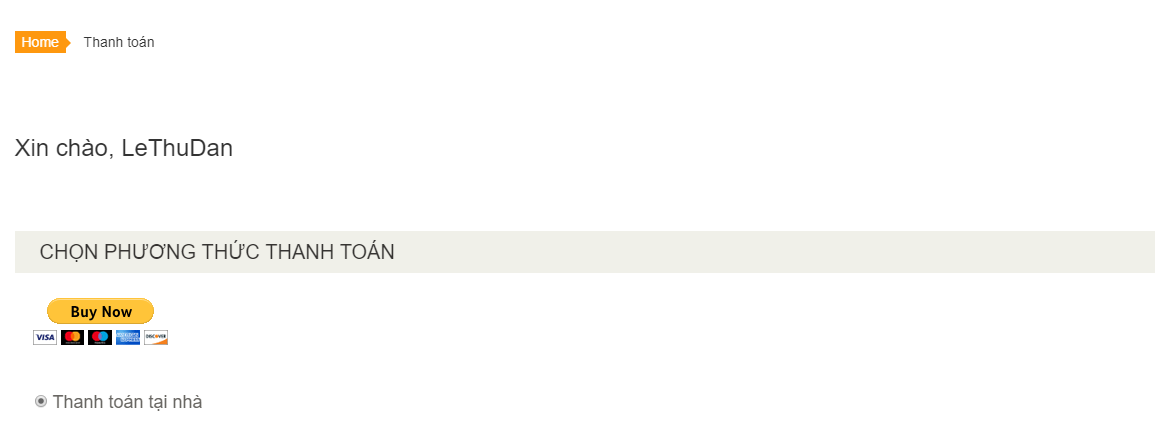 Home Thanh toán
Xin chào, LeThuDan
CHỌN PHƯƠNG THỨC THANH TOÁN
Buy Now
VISA DISCOVER
Thanh toán tại nhà